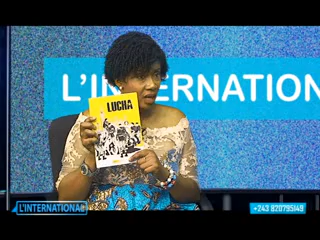 L'INTERNATION
LUCHA
L'INTERNATIONAL
+243 820795149